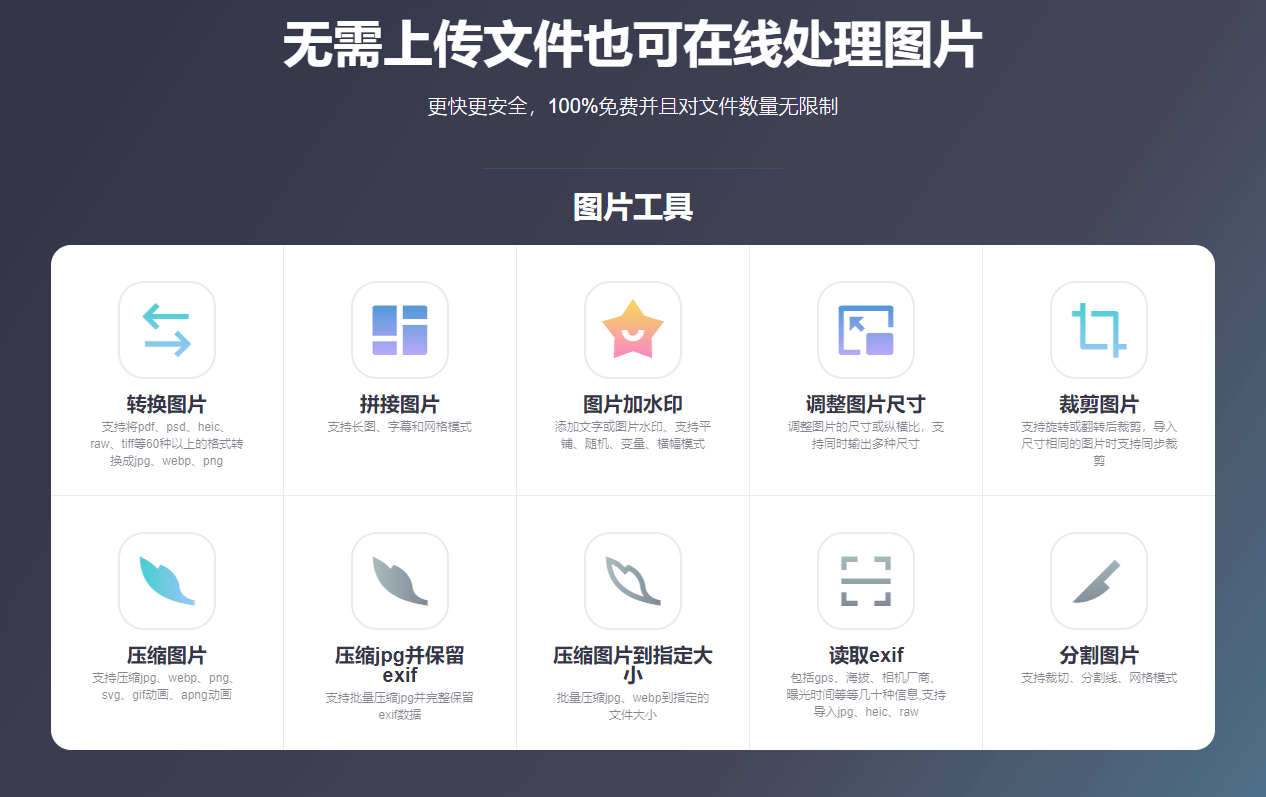 无需上传文件也可在线处理图片
更快更安全，100%免费并且对文件数量无限制
图片工具
转换图片
支持将pdf、psd、heic、
raw、tiff等60种以上的格式转
换成jpg、webp、png
拼接图片
支持长图、字幕和网格模式
图片加水印
添加文字或图片水印、支持平
铺、随机、变量、横幅模式
调整图片尺寸
调整图片的尺寸或纵横比，支
持同时输出多种尺寸
裁剪图片
支持旋转或翻转后裁剪，导入
尺寸相同的图片时支持同步裁
剪
压缩图片
支持压缩jpg、webp、png、
svg、gif动画、apng动画
压缩jpg并保留
exif
支持批量压缩jpg并完整保留
exif数据
压缩图片到指定大
小
批量压缩jpg、webp到指定的
文件大小
读取exif
包括gps、海拔、相机厂商、
曝光时间等等几十种信息,支持
导入jpg、heic、raw
分割图片
支持裁切、分割线、网格模式